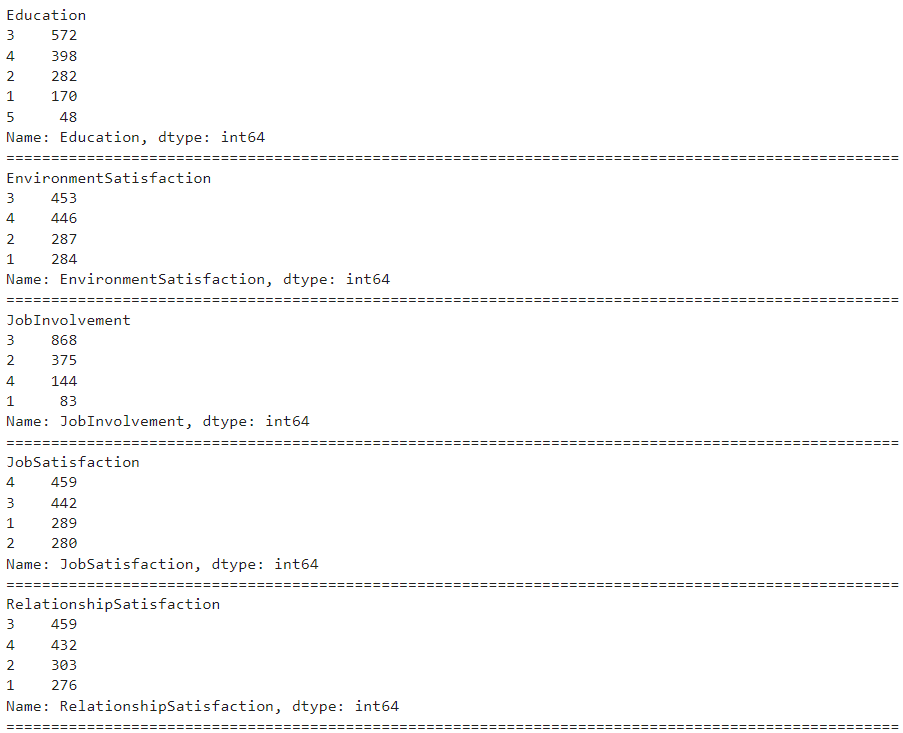 Education
3    572
4    398
2    282
1    170
5     48
Name: Education, dtype: int64
====================================================================================================
EnvironmentSatisfaction
3    453
4    446
2    287
1    284
Name: EnvironmentSatisfaction, dtype: int64
====================================================================================================
JobInvolvement
3    868
2    375
4    144
1     83
Name: JobInvolvement, dtype: int64
====================================================================================================
JobSatisfaction
4    459
3    442
1    289
2    280
Name: JobSatisfaction, dtype: int64
====================================================================================================
RelationshipSatisfaction
3    459
4    432
2    303
1    276
Name: RelationshipSatisfaction, dtype: int64
====================================================================================================